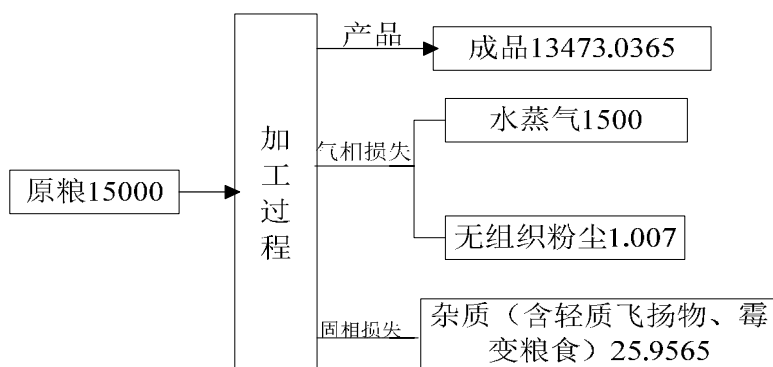 原粮15000
加工过程
产品
成品13473.0365
气相损失
水蒸气1500
无组织粉尘1.007
固相损失
杂质（含轻质飞扬物、霉
变粮食）25.9565